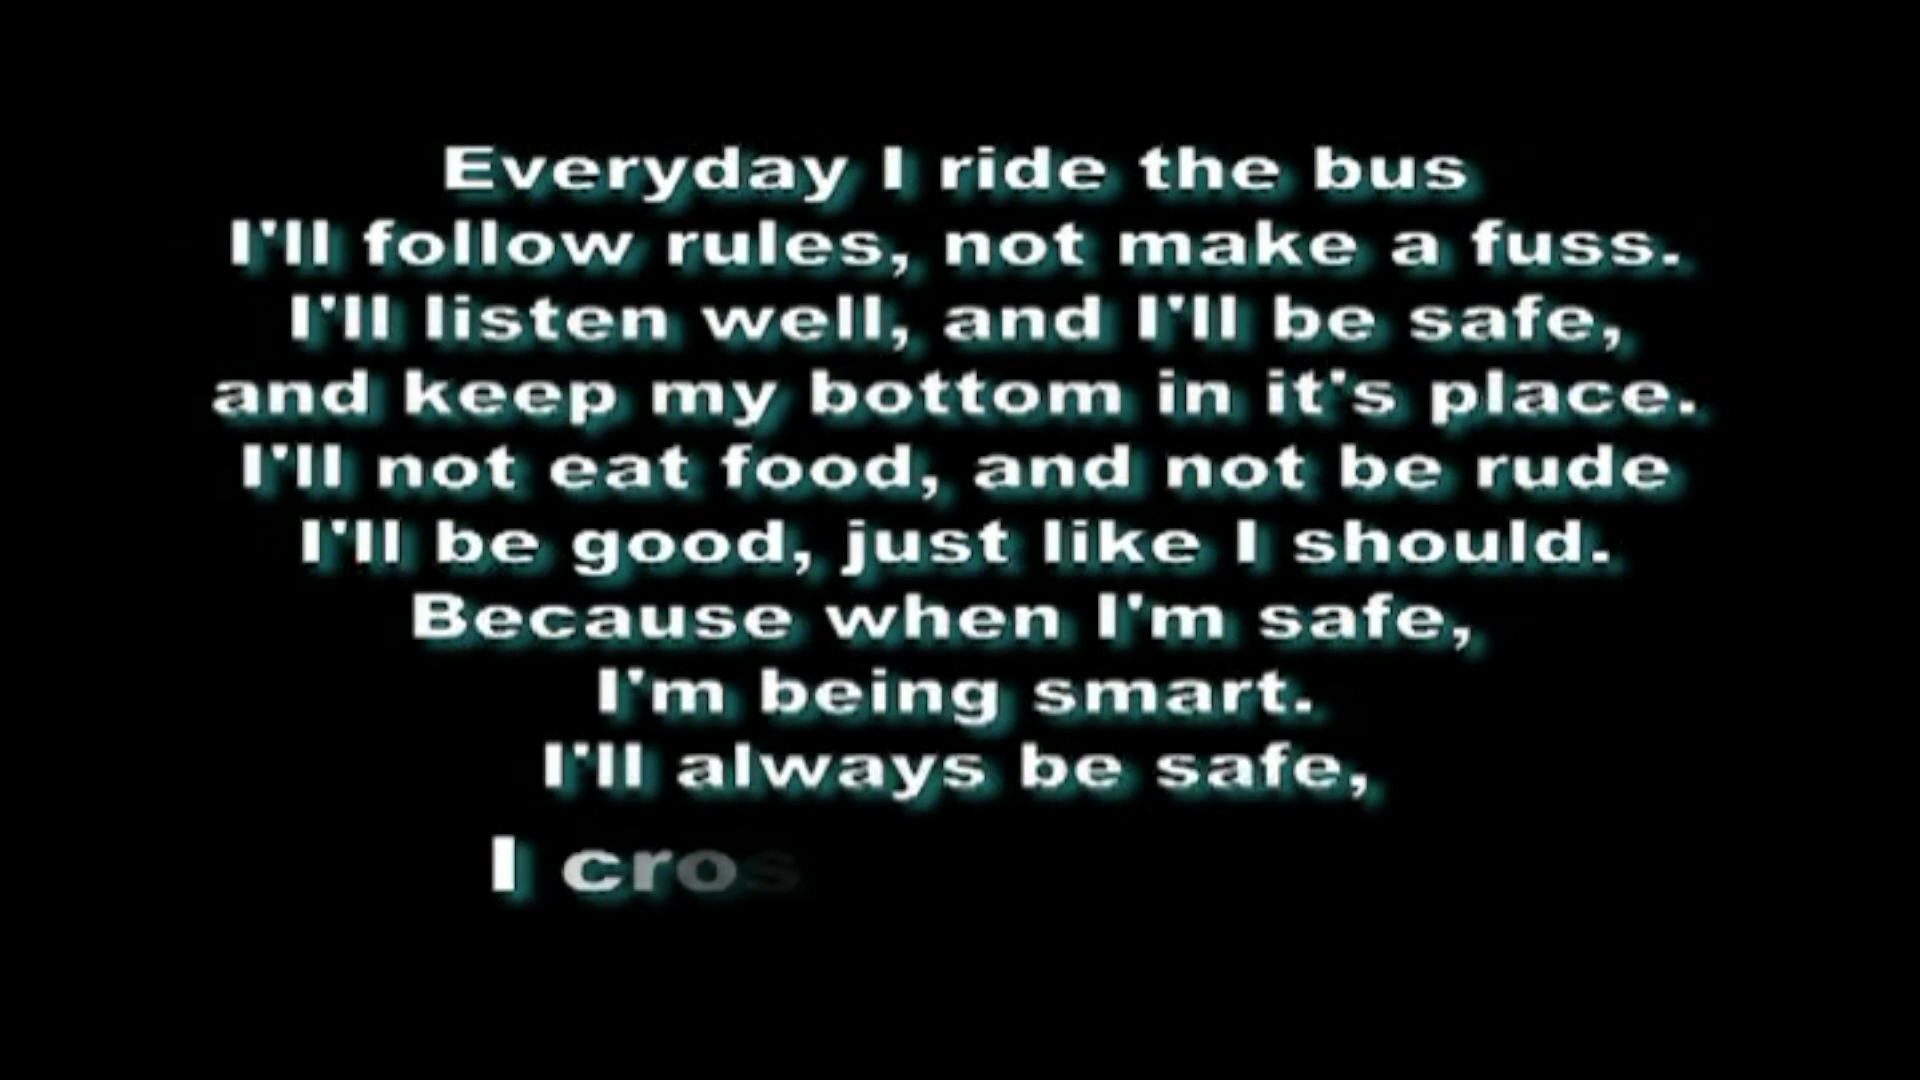 Everyday I ride the bus
I'll follow rules, not make a fuss.
I'll listen well, and I'll be safe,
and keep my bottom in it's place.
I'll not eat food, and not be rude
I'll be good, just like I should.
Because when I'm safe,
I'm being smart.
I'll always be safe,
I cros